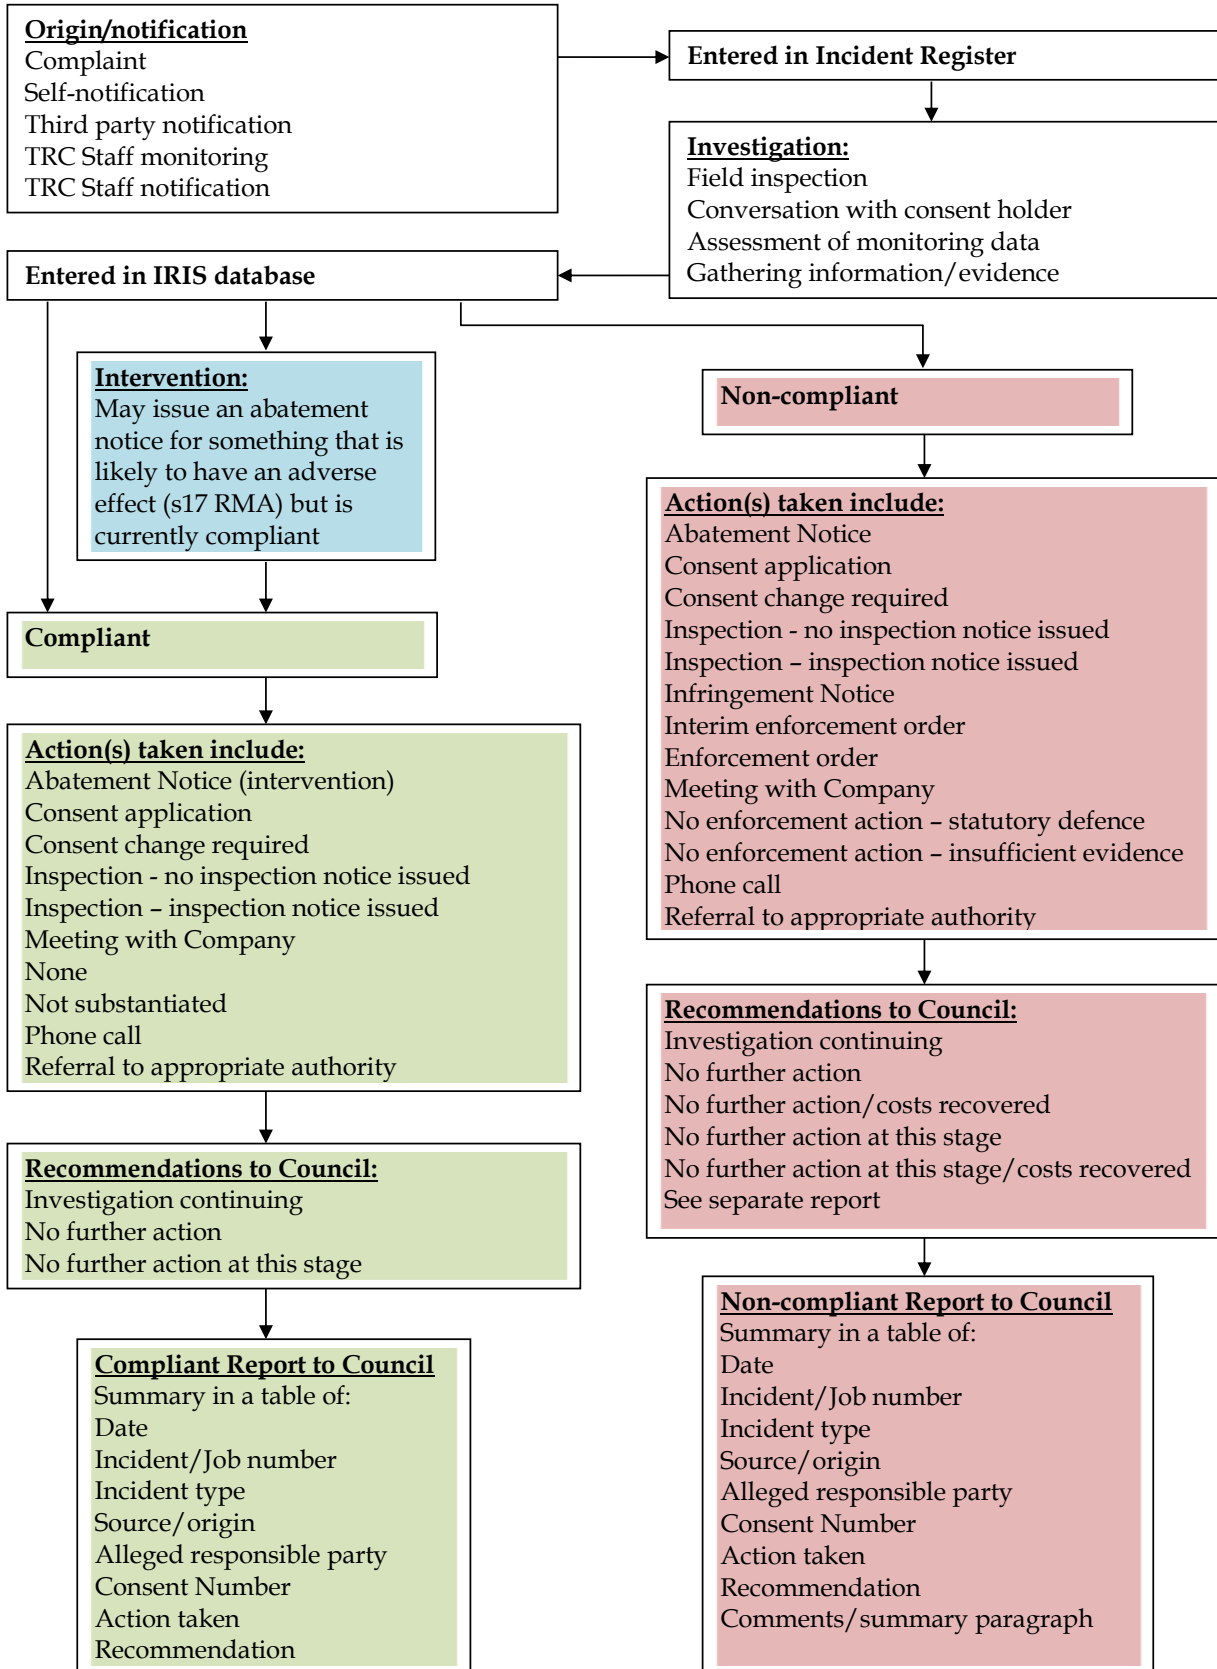 Origin/notification
Complaint
Self-notification
Third party notification
TRC Staff monitoring
TRC Staff notification
Entered in Incident Register
Investigation:
Field inspection
Conversation with consent holder
Assessment of monitoring data
Gathering information/evidence
Entered in IRIS database
Intervention:
May issue an abatement
notice for something that is
likely to have an adverse
effect (s17 RMA) but is
currently compliant
Non-compliant
Compliant
Action(s) taken include:
Abatement Notice (intervention)
Consent application
Consent change required
Inspection - no inspection notice issued
Inspection – inspection notice issued
Meeting with Company
None
Not substantiated
Phone call
Referral to appropriate authority
Action(s) taken include:
Abatement Notice
Consent application
Consent change required
Inspection - no inspection notice issued
Inspection – inspection notice issued
Infringement Notice
Interim enforcement order
Enforcement order
Meeting with Company
No enforcement action – statutory defence
No enforcement action – insufficient evidence
Phone call
Referral to appropriate authority
Recommendations to Council:
Investigation continuing
No further action
No further action at this stage
Recommendations to Council:
Investigation continuing
No further action
No further action/costs recovered
No further action at this stage
No further action at this stage/costs recovered
See separate report
Compliant Report to Council
Summary in a table of:
Date
Incident/Job number
Incident type
Source/origin
Alleged responsible party
Consent Number
Action taken
Recommendation
Non-compliant Report to Council
Summary in a table of:
Date
Incident/Job number
Incident type
Source/origin
Alleged responsible party
Consent Number
Action taken
Recommendation
Comments/summary paragraph